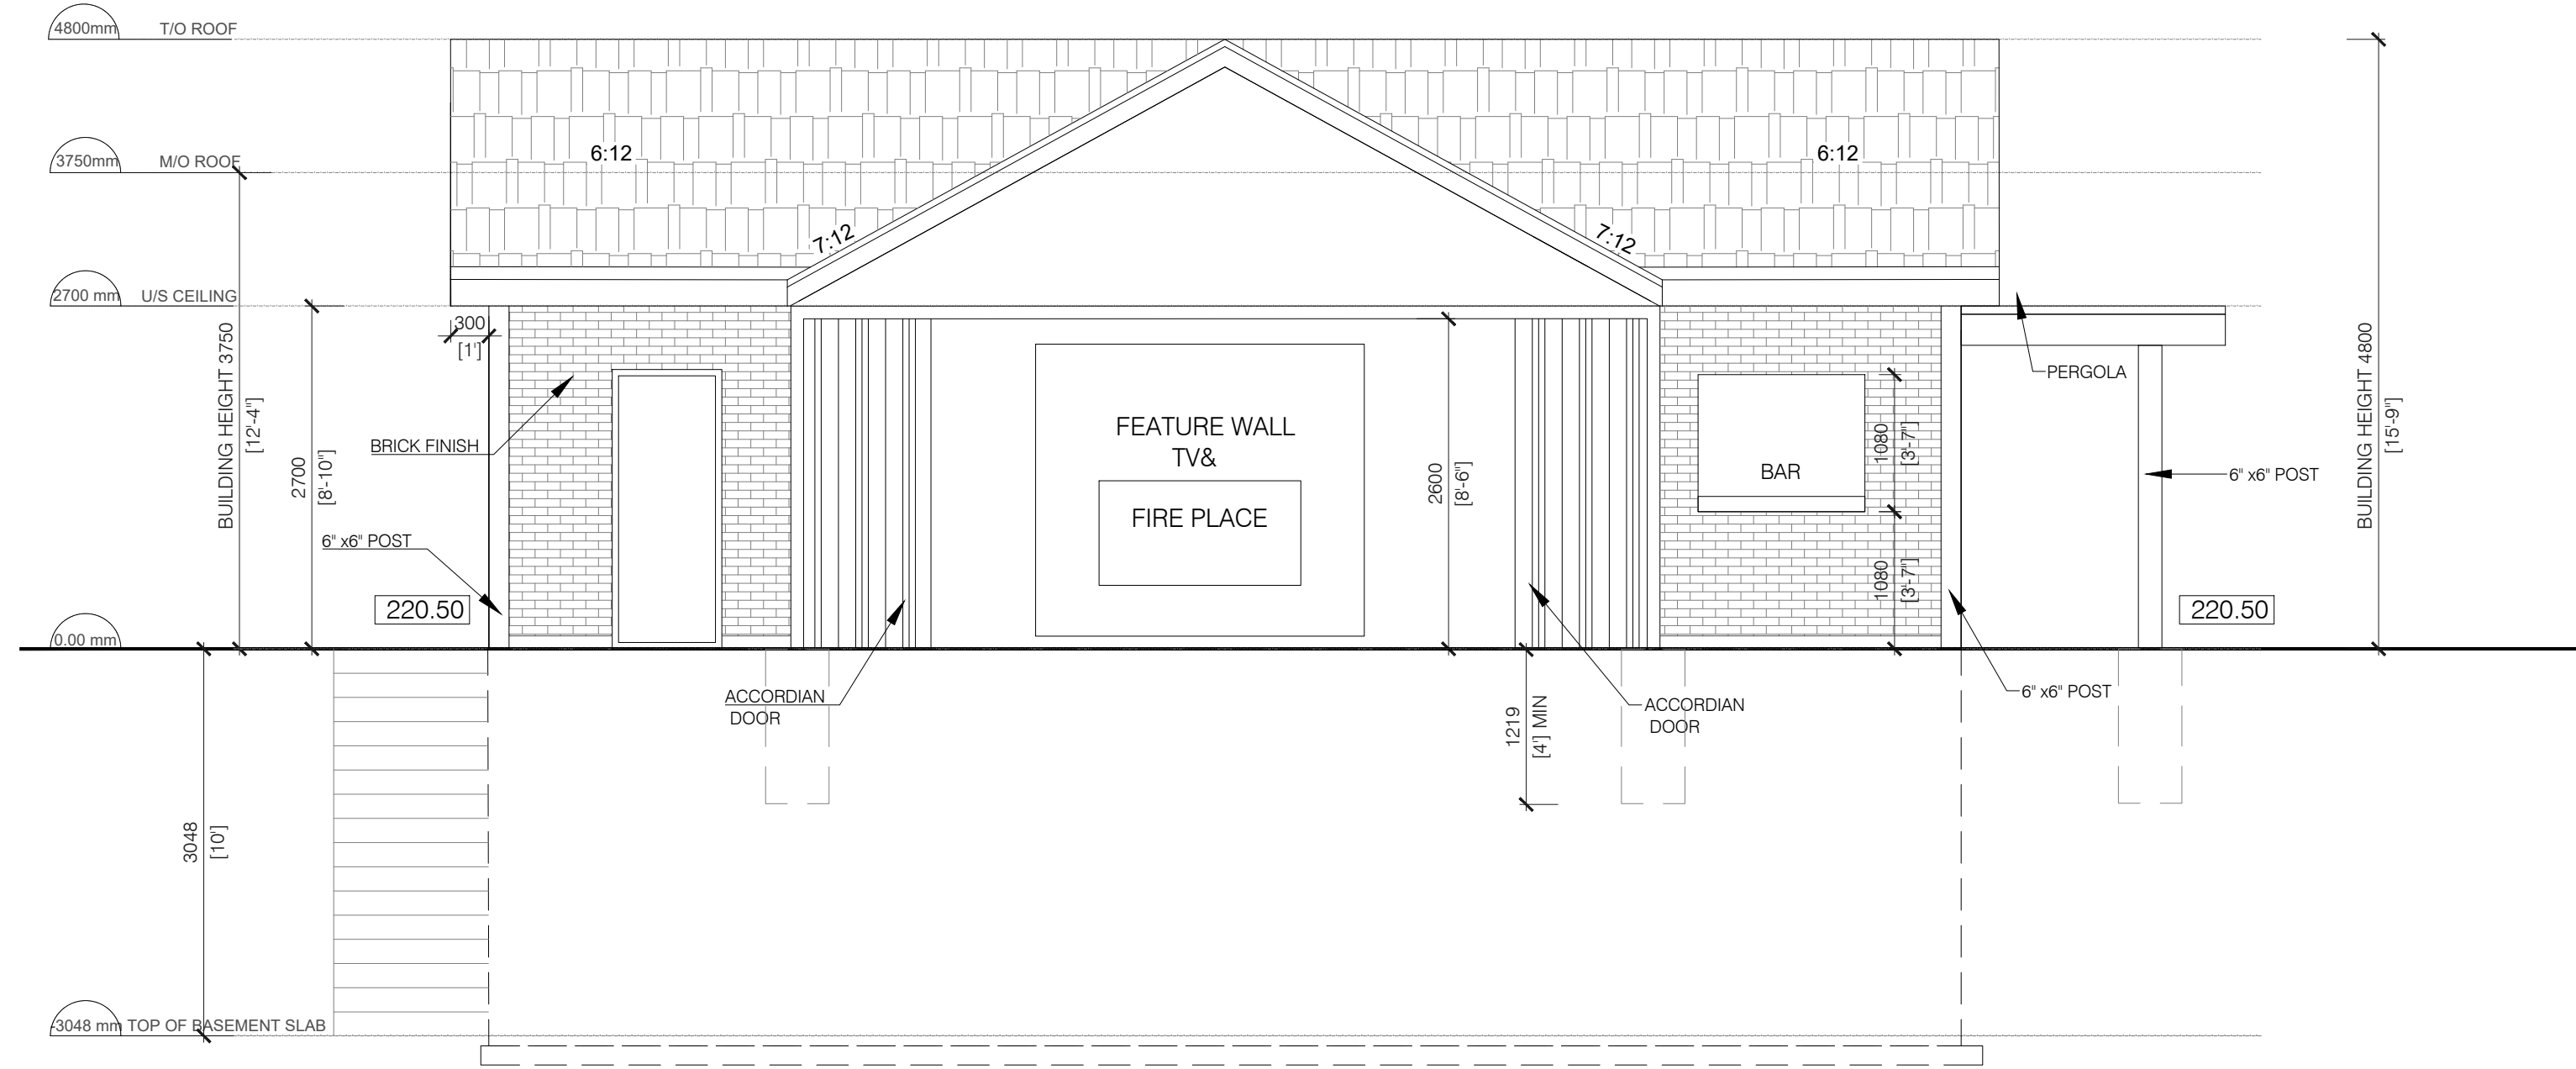 4800mm T/O ROOF
3750mm M/O ROOF
6:12
6:12
7:12
7:12
2700 mm U/S CEILING
300
[1']
BUILDING HEIGHT 3750
[12'-4"]
2700
[8'-10"]
BRICK FINISH
6" x6" POST
220.50
0.00 mm
FEATURE WALL
TV&
FIRE PLACE
2600
[8'-6"]
BAR
1080
[3'-7"]
1080
[3'-7"]
PERGOLA
6" x6" POST
BUILDING HEIGHT 4800
[15'-9"]
220.50
ACCORDIAN
DOOR
1219
[4'] MIN
ACCORDIAN
DOOR
6" x6" POST
3048
[10']
-3048 mm TOP OF BASEMENT SLAB